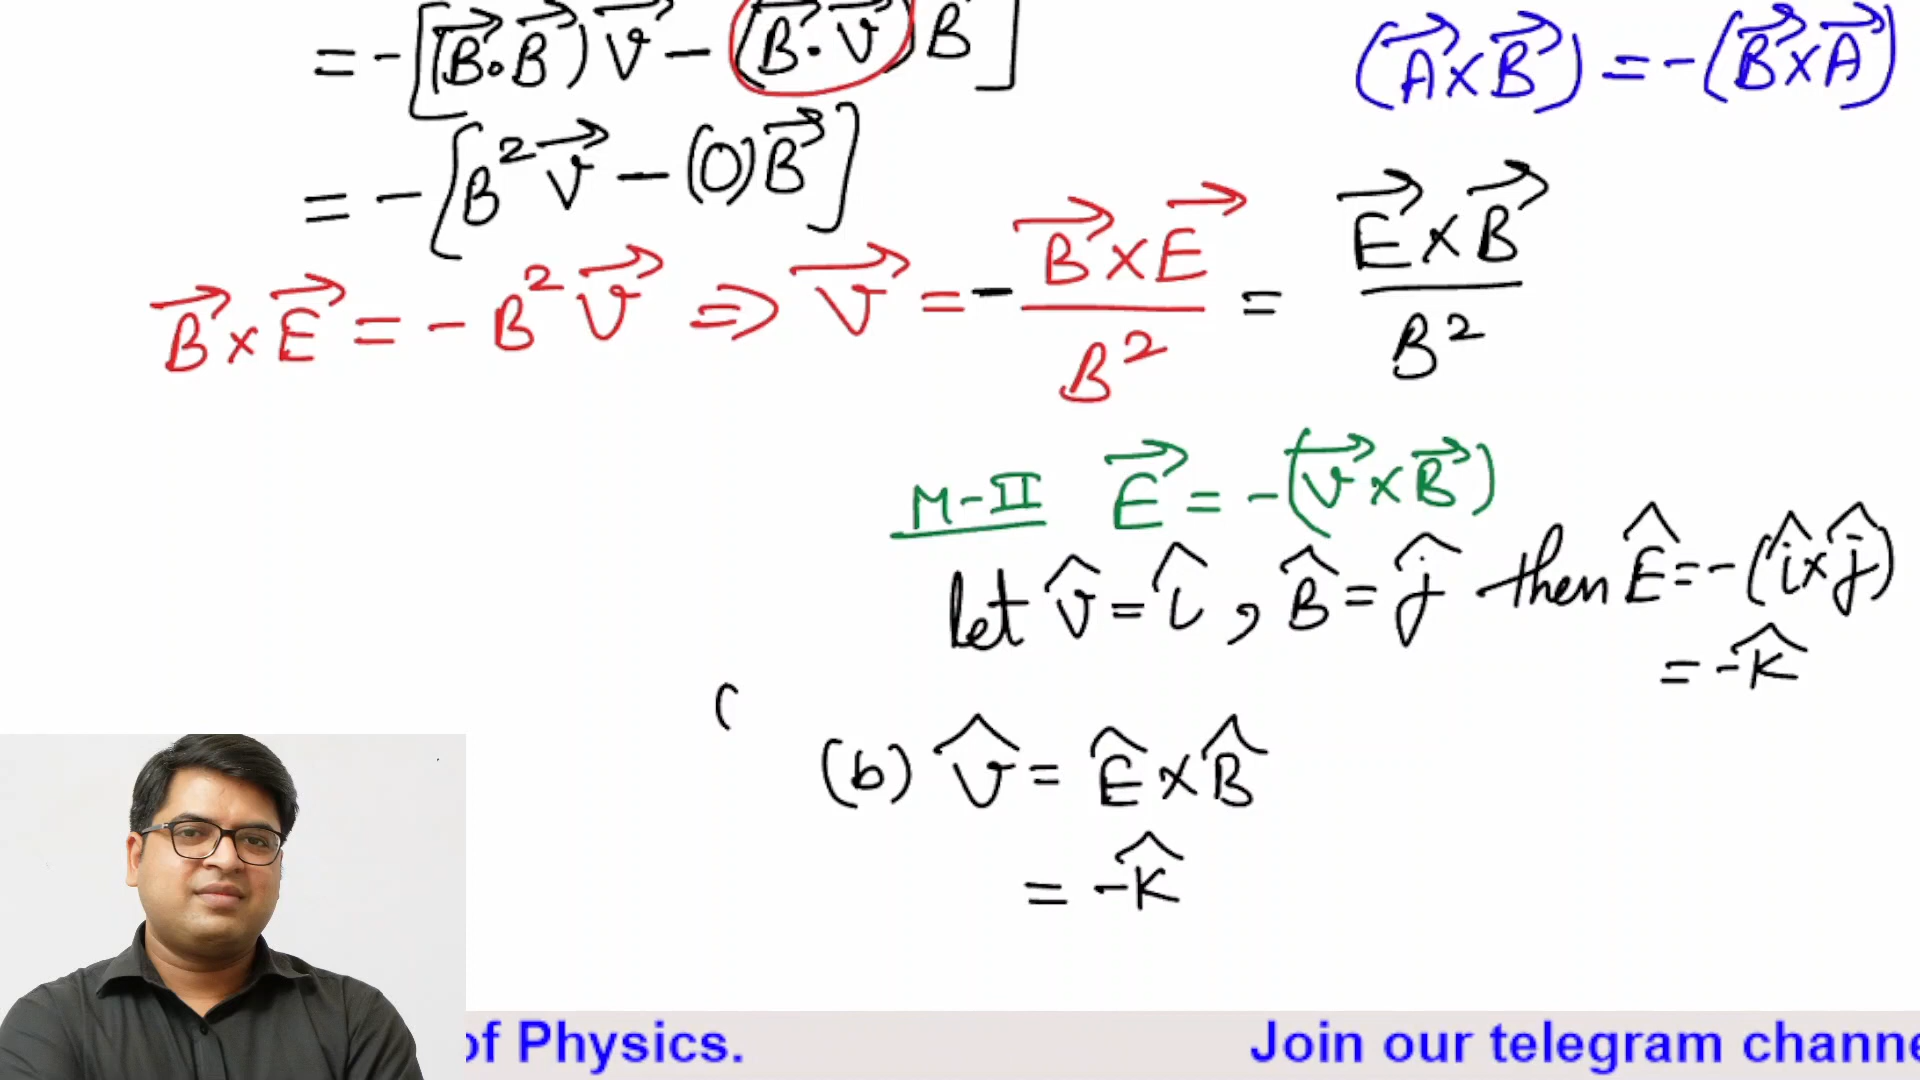 = -[(B⃗·B⃗)v⃗ - (B⃗·v⃗)B⃗]
(A⃗×B⃗) = -(B⃗×A⃗)
= -[B²v⃗ - (0)B⃗]
B⃗×E⃗ = -B²v⃗ ⇒ v⃗ = - B⃗×E⃗ / B² = E⃗×B⃗ / B²
M-II E⃗ = -(v⃗×B⃗)
let v̂ = î , B̂ = ĵ then Ê = -(î×ĵ)
= -k̂
(
(b) v̂ = Ê×B̂
= -k̂
of Physics. Join our telegram channe